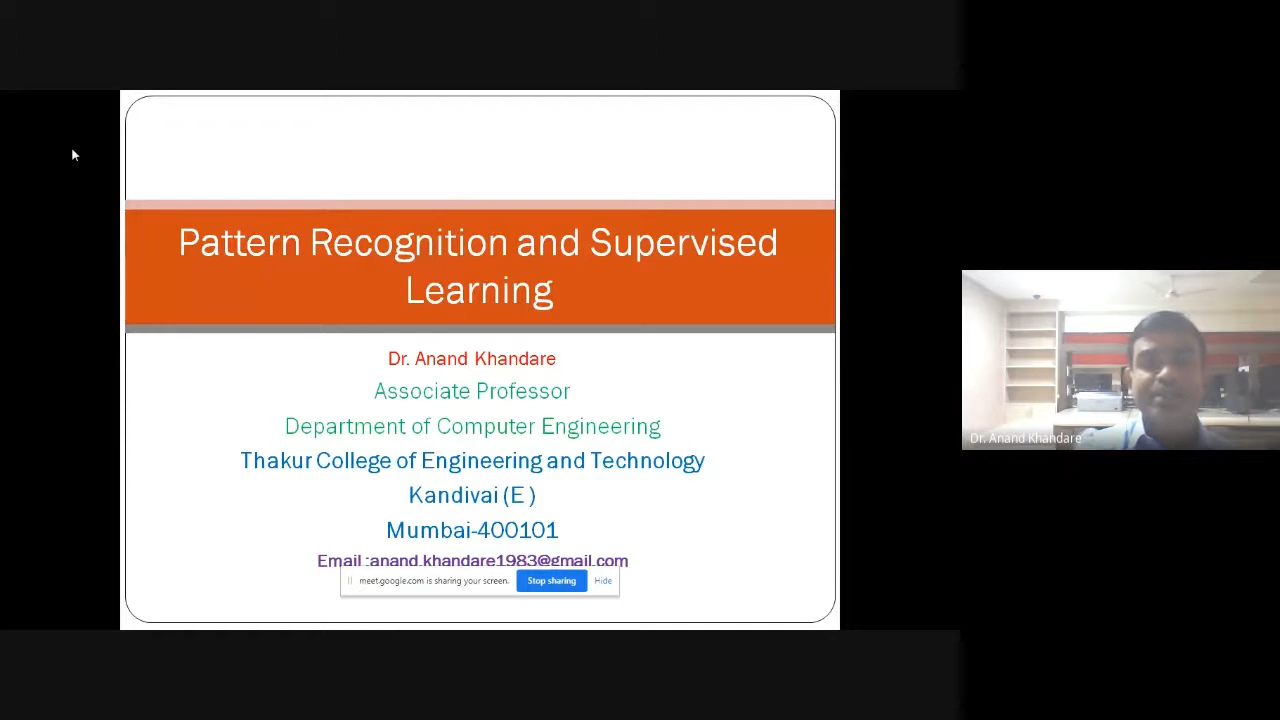 Pattern Recognition and Supervised
Learning
Dr. Anand Khandare
Associate Professor
Department of Computer Engineering
Thakur College of Engineering and Technology
Kandivai (E )
Mumbai-400101
Email :anand.khandare1983@gmail.com
meet.google.com is sharing your screen.
Stop sharing
Hide
Dr. Anand Khandare